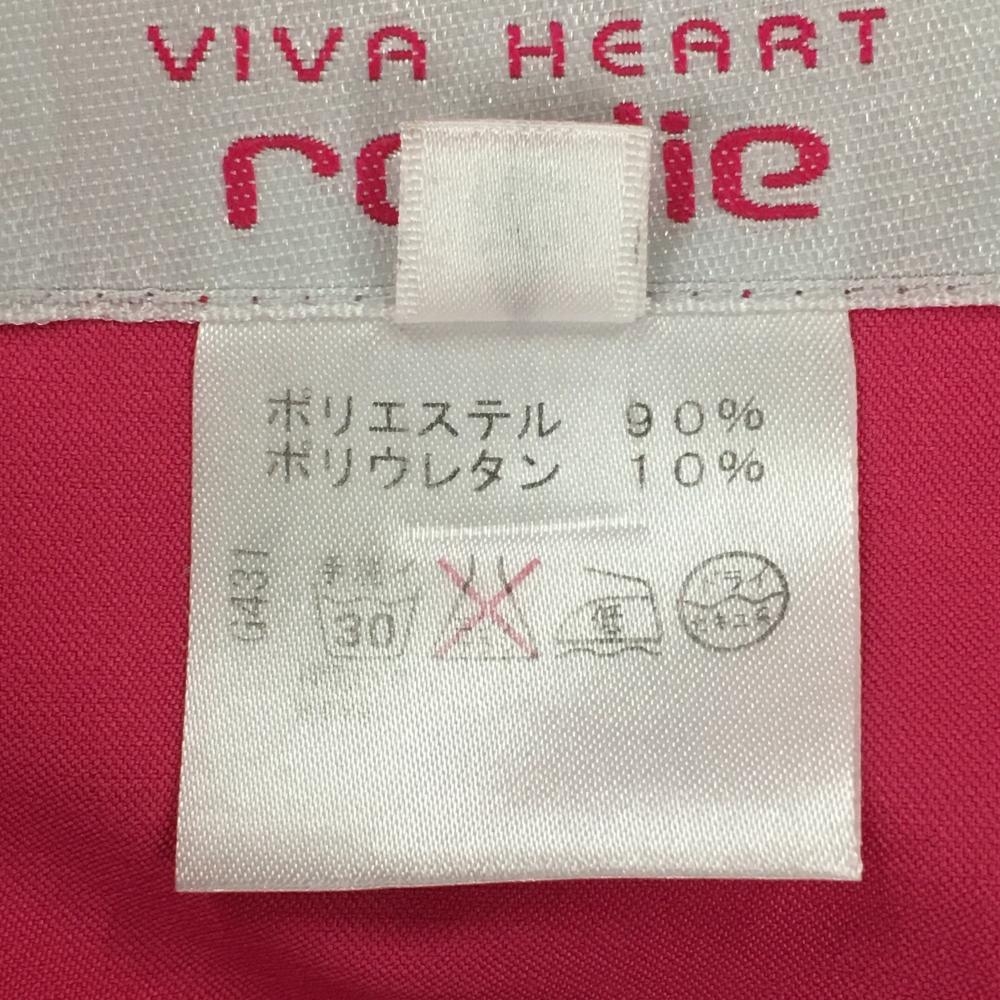 VIVA HEART
ポリエステル 90%
ポリウレタン 10%
手洗イ
30
低
ドライ
セキユ系